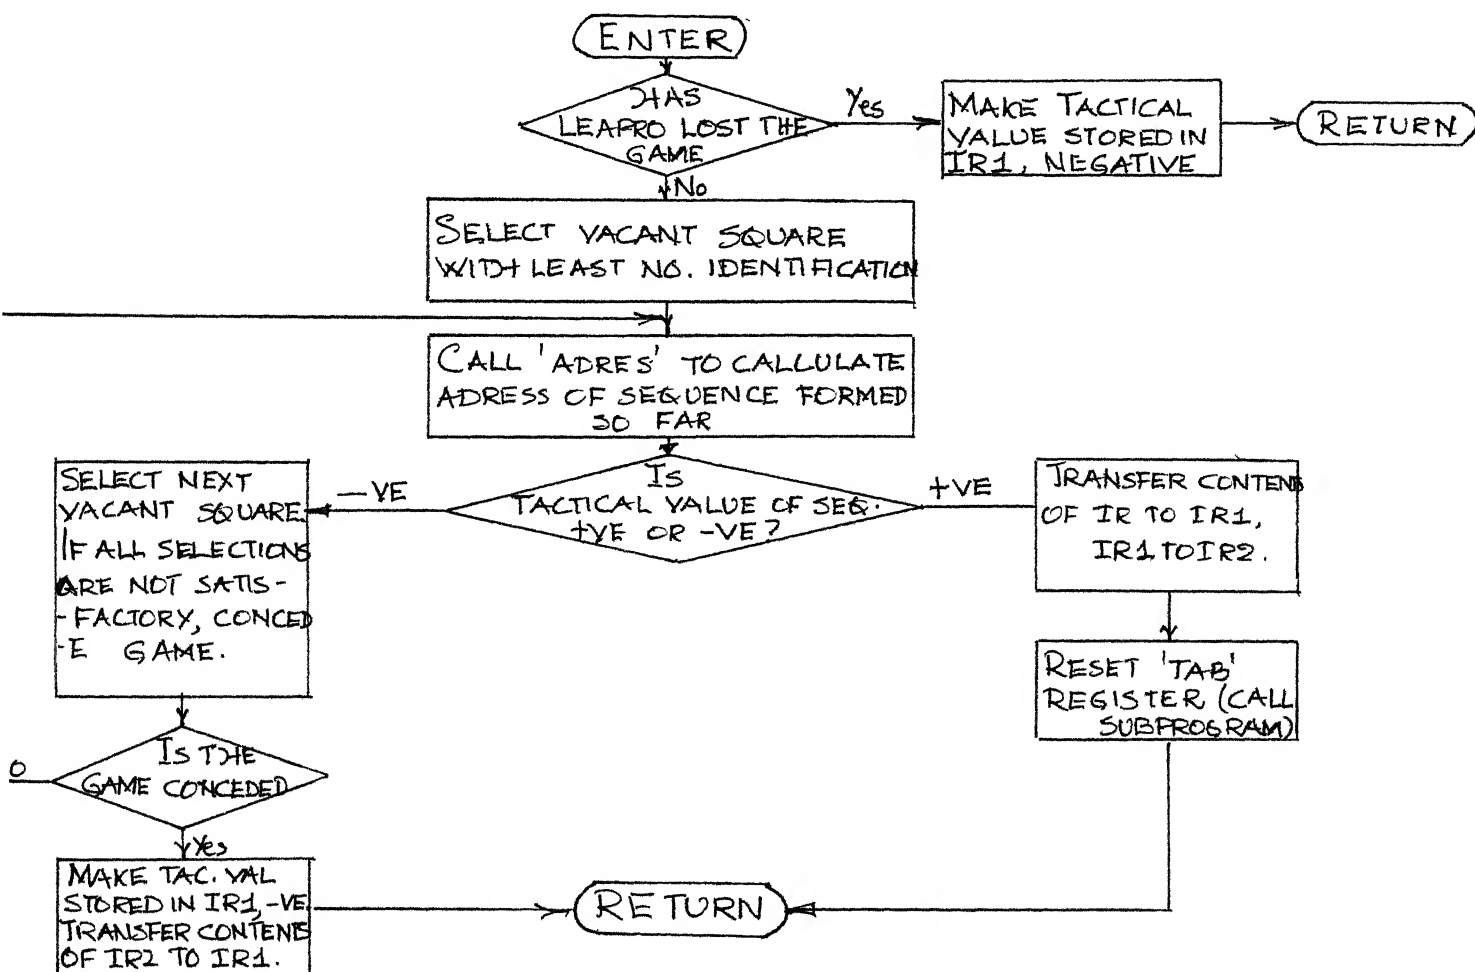 ENTER
HAS
LEAPRO LOST THE
GAME
Yes
MAKE TACTICAL
VALUE STORED IN
IR1, NEGATIVE
RETURN
No
SELECT VACANT SQUARE
WITH LEAST NO. IDENTIFICATION
CALL 'ADRES' TO CALLULATE
ADRESS OF SEQUENCE FORMED
SO FAR
IS
TACTICAL VALUE OF SEQ.
+VE OR -VE?
-VE
SELECT NEXT
VACANT SQUARE.
IF ALL SELECTIONS
ARE NOT SATIS-
-FACTORY, CONCED
-E GAME.
+VE
TRANSFER CONTENS
OF IR TO IR1,
IR1 TO IR2.
RESET 'TAB'
REGISTER (CALL
SUBPROGRAM)
IS THE
GAME CONCEDED
O
Yes
MAKE TAC. VAL
STORED IN IR1, -VE
TRANSFER CONTENS
OF IR2 TO IR1.
RETURN